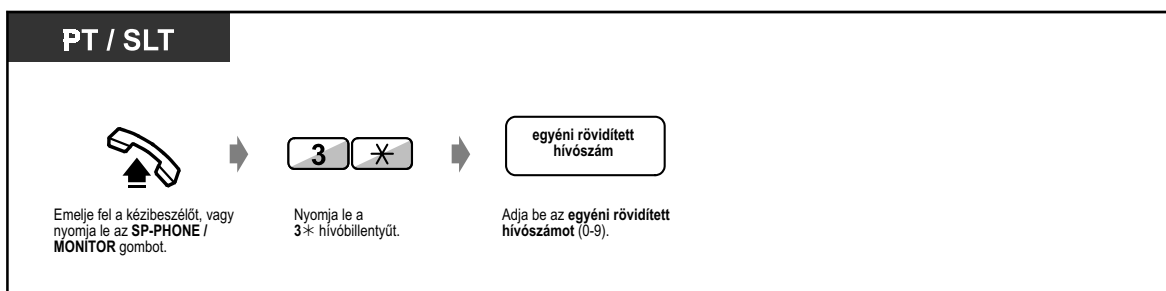 PT / SLT
3 ✳
egyéni rövidített
hívószám
Emelje fel a kézibeszélőt, vagy
nyomja le az SP-PHONE /
MONITOR gombot.
Nyomja le a
3✳ hívóbillentyűt.
Adja be az egyéni rövidített
hívószámot (0-9).